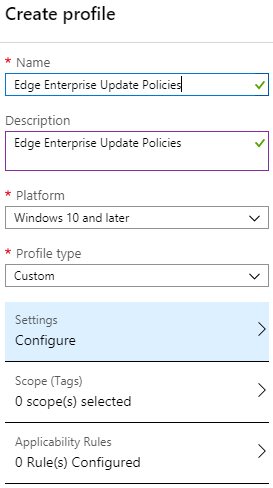 Create profile
* Name
Edge Enterprise Update Policies
Description
Edge Enterprise Update Policies
* Platform
Windows 10 and later
* Profile type
Custom
Settings
Configure
Scope (Tags)
0 scope(s) selected
Applicability Rules
0 Rule(s) Configured